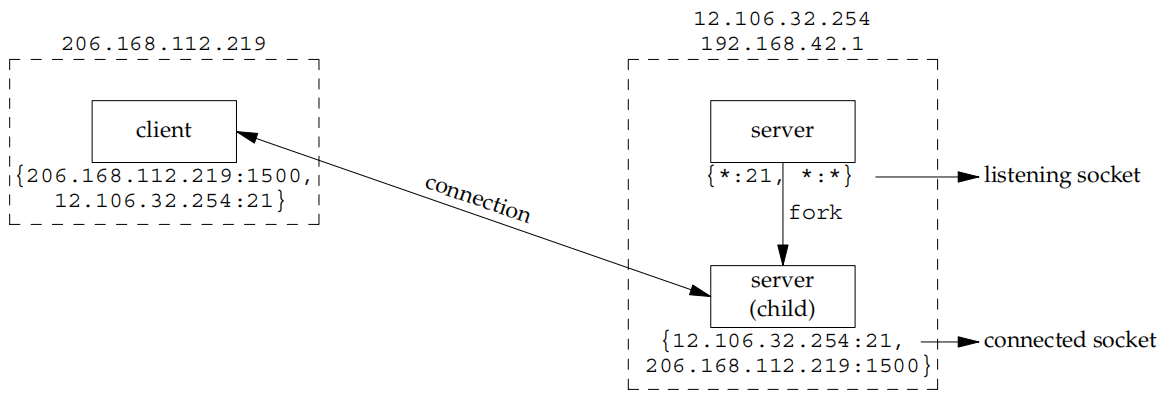 206.168.112.219
client
{206.168.112.219:1500,
12.106.32.254:21}
connection
12.106.32.254
192.168.42.1
server
{*:21, *:*}
listening socket
fork
server
(child)
{12.106.32.254:21,
206.168.112.219:1500}
connected socket